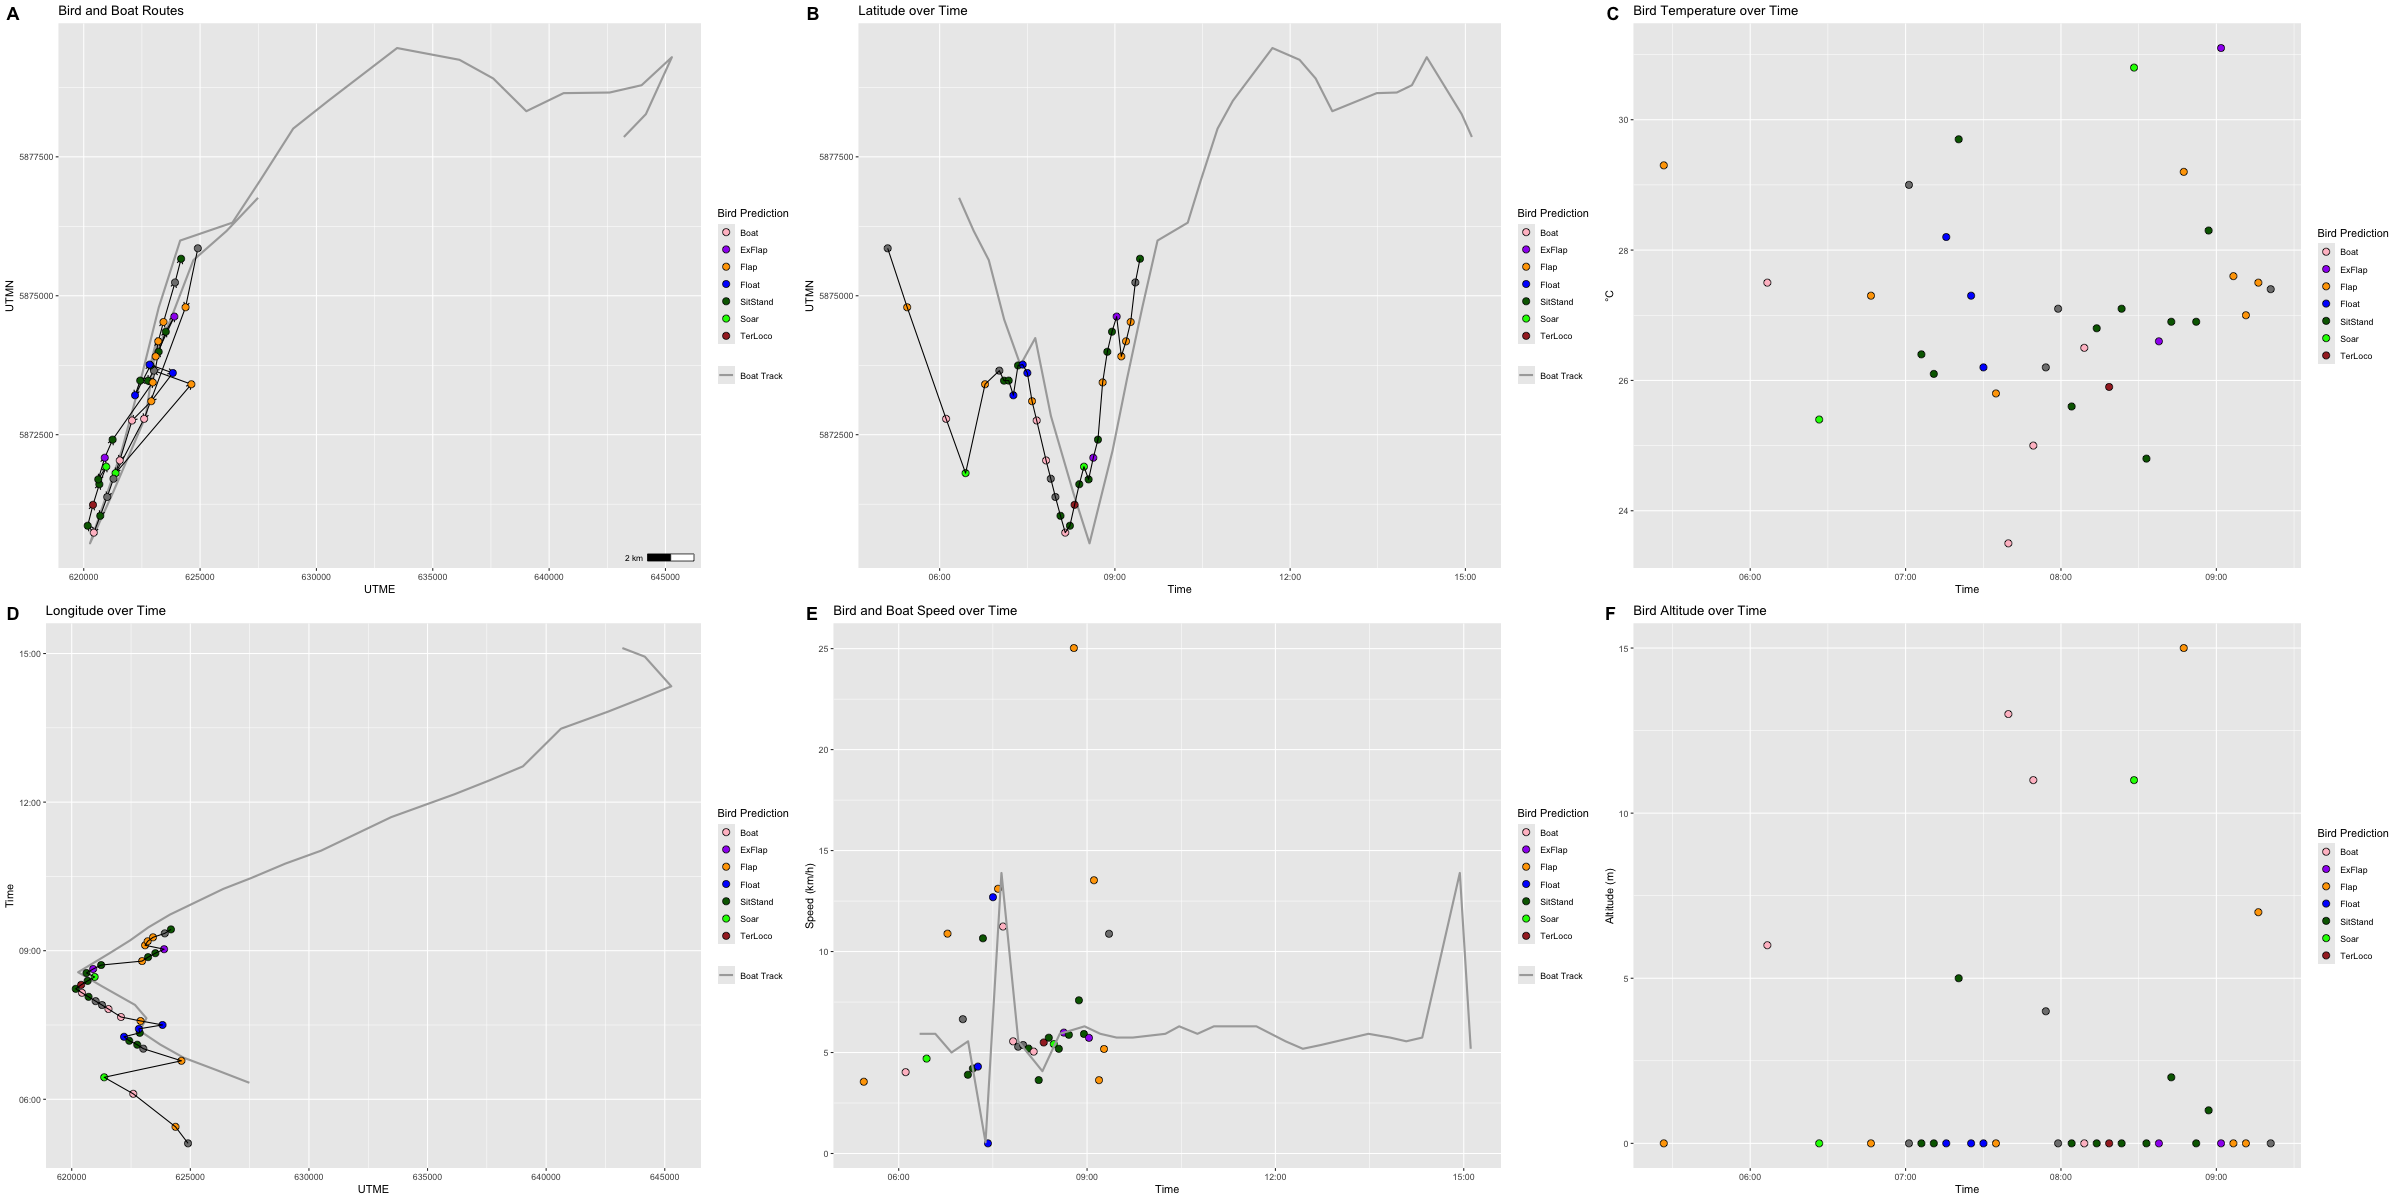 A Bird and Boat Routes
5877500
5875000
5872500
UTMN
620000 625000 630000 635000 640000 645000
UTME
2 km
Bird Prediction
Boat
ExFlap
Flap
Float
SitStand
Soar
TerLoco
Boat Track
B Latitude over Time
5877500
5875000
5872500
UTMN
06:00 09:00 12:00 15:00
Time
Bird Prediction
Boat
ExFlap
Flap
Float
SitStand
Soar
TerLoco
Boat Track
C Bird Temperature over Time
30
28
26
24
°C
06:00 07:00 08:00 09:00
Time
Bird Prediction
Boat
ExFlap
Flap
Float
SitStand
Soar
TerLoco
D Longitude over Time
15:00
12:00
09:00
06:00
Time
620000 625000 630000 635000 640000 645000
UTME
Bird Prediction
Boat
ExFlap
Flap
Float
SitStand
Soar
TerLoco
Boat Track
E Bird and Boat Speed over Time
25
20
15
10
5
0
Speed (km/h)
06:00 09:00 12:00 15:00
Time
Bird Prediction
Boat
ExFlap
Flap
Float
SitStand
Soar
TerLoco
Boat Track
F Bird Altitude over Time
15
10
5
0
Altitude (m)
06:00 07:00 08:00 09:00
Time
Bird Prediction
Boat
ExFlap
Flap
Float
SitStand
Soar
TerLoco